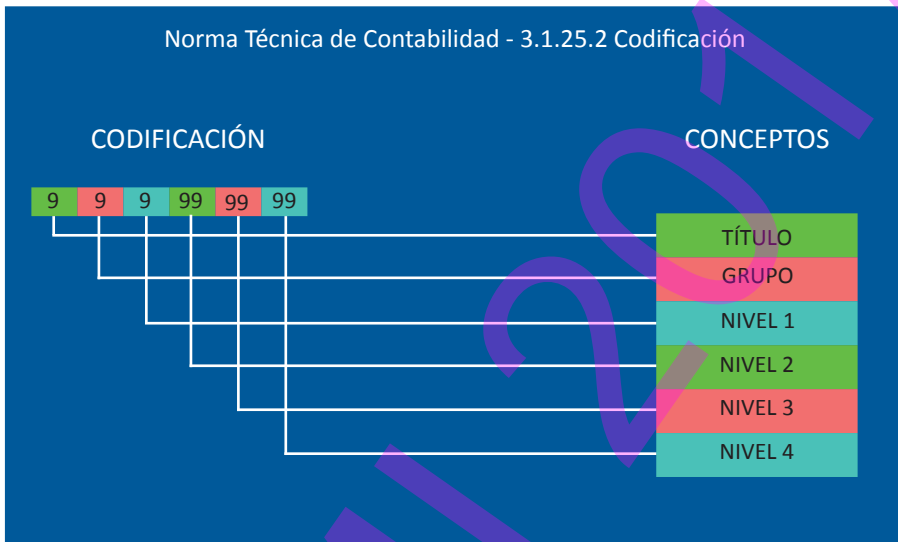 Norma Técnica de Contabilidad - 3.1.25.2 Codificación
CODIFICACIÓN
CONCEPTOS
9 9 9 99 99 99
TÍTULO
GRUPO
NIVEL 1
NIVEL 2
NIVEL 3
NIVEL 4